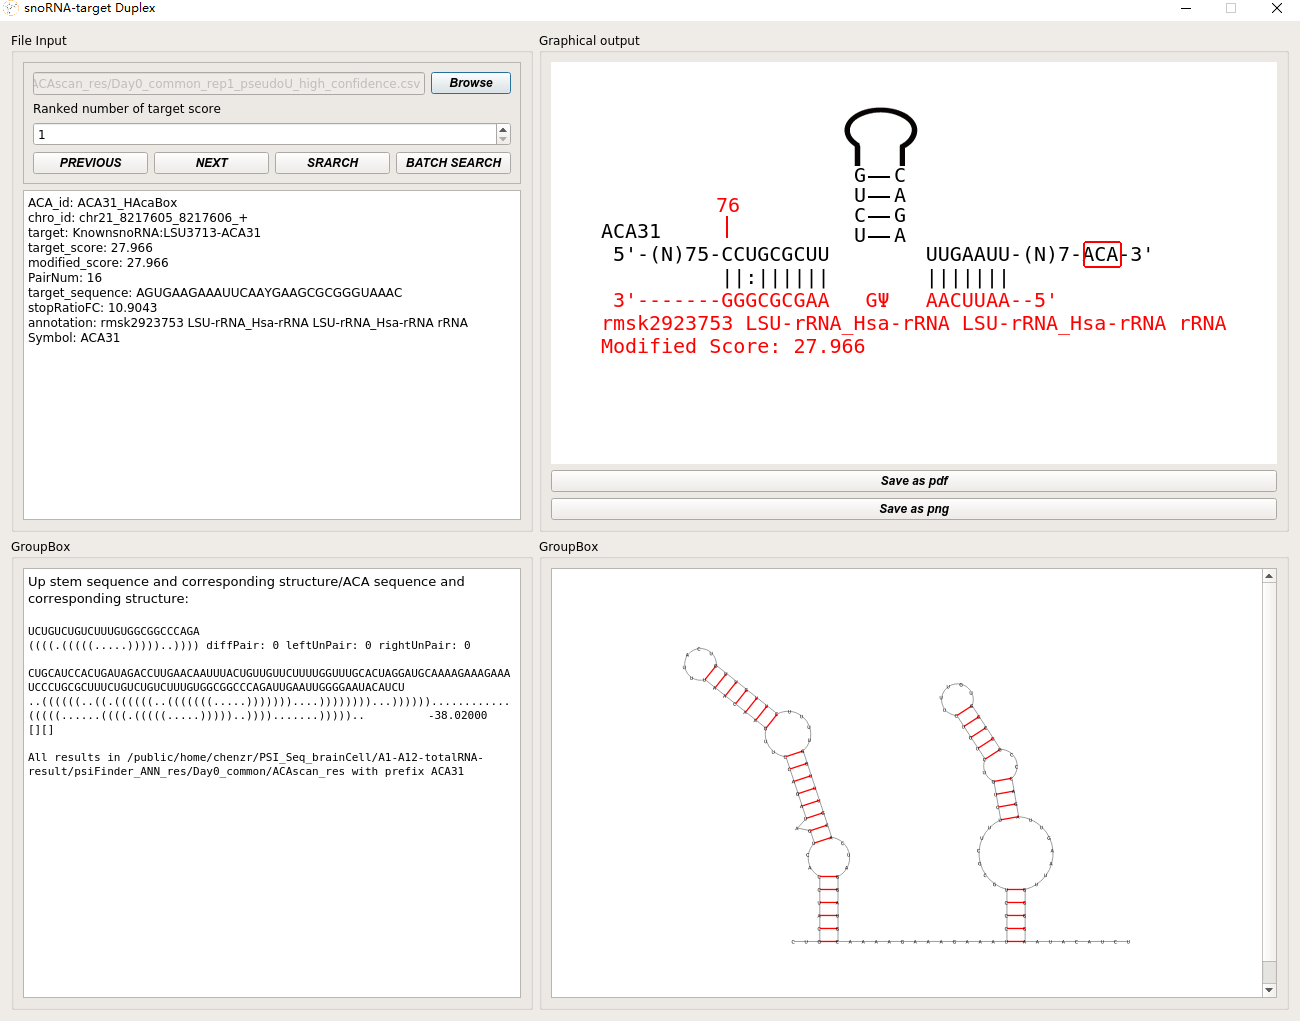 snoRNA-target Duplex
File Input
ACAscan_res/Day0_common_rep1_pseudoU_high_confidence.csv
Browse
Ranked number of target score
1
PREVIOUS
NEXT
SRARCH
BATCH SEARCH
ACA_id: ACA31_HAcaBox
chro_id: chr21_8217605_8217606_+
target: KnownsnoRNA:LSU3713-ACA31
target_score: 27.966
modified_score: 27.966
PairNum: 16
target_sequence: AGUGAAGAAAUUCAAYGAAGCGCGGGUAAAC
stopRatioFC: 10.9043
annotation: rmsk2923753 LSU-rRNA_Hsa-rRNA LSU-rRNA_Hsa-rRNA rRNA
Symbol: ACA31
Graphical output
G — C
U — A
C — G
U — A
76
ACA31
5'-(N)75-CCUGCGCUU UUGAAUU-(N)7-ACA-3'
||:|||||| |||||||
3'-------GGGCGCGAA GΨ AACUUAA--5'
rmsk2923753 LSU-rRNA_Hsa-rRNA LSU-rRNA_Hsa-rRNA rRNA
Modified Score: 27.966
Save as pdf
Save as png
GroupBox
Up stem sequence and corresponding structure/ACA sequence and
corresponding structure:
UCUGUCUGUCUUUGUGGCGGCCCAGA
((((.(((((.....)))))..)))) diffPair: 0 leftUnPair: 0 rightUnPair: 0
CUGCAUCCACUGAUAGACCUUGAACAAUUUACUGUUGUUCUUUUGGUUUGCACUAGGAUGCAAAAGAAAGAAA
UCCCUGCGCUUUCUGUCUGUCUUUGUGGCGGCCCAGAUUGAAUUGGGGAAUACAUCU
..((((((..((.((((((..(((((((.....)))))))....))))))))...))))))............
(((((......((((.(((((.....)))))..)))).......))))).. -38.02000
[][]
All results in /public/home/chenzr/PSI_Seq_brainCell/A1-A12-totalRNA-
result/psiFinder_ANN_res/Day0_common/ACAscan_res with prefix ACA31
GroupBox